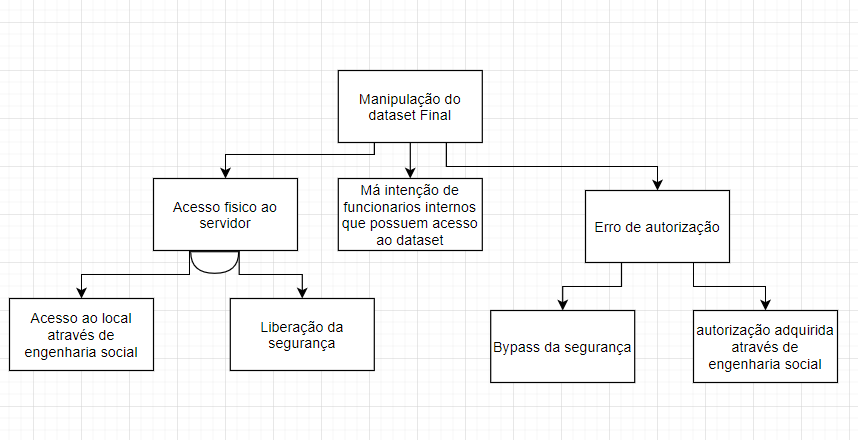 Manipulação do
dataset Final
Acesso fisico ao
servidor
Má intenção de
funcionarios internos
que possuem acesso
ao dataset
Erro de autorização
Acesso ao local
através de
engenharia social
Liberação da
segurança
Bypass da segurança
autorização adquirida
através de
engenharia social